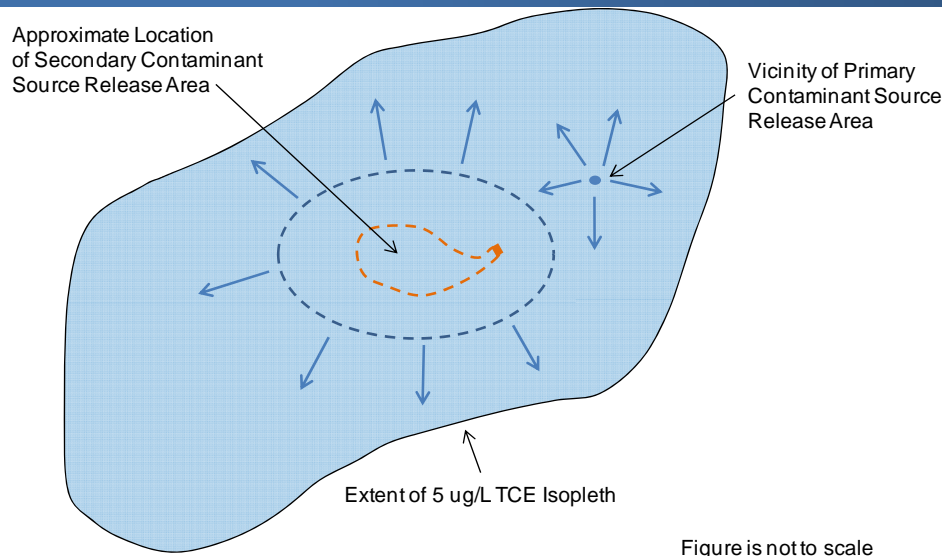 Approximate Location
of Secondary Contaminant
Source Release Area
Vicinity of Primary
Contaminant Source
Release Area
Extent of 5 ug/L TCE Isopleth
Figure is not to scale